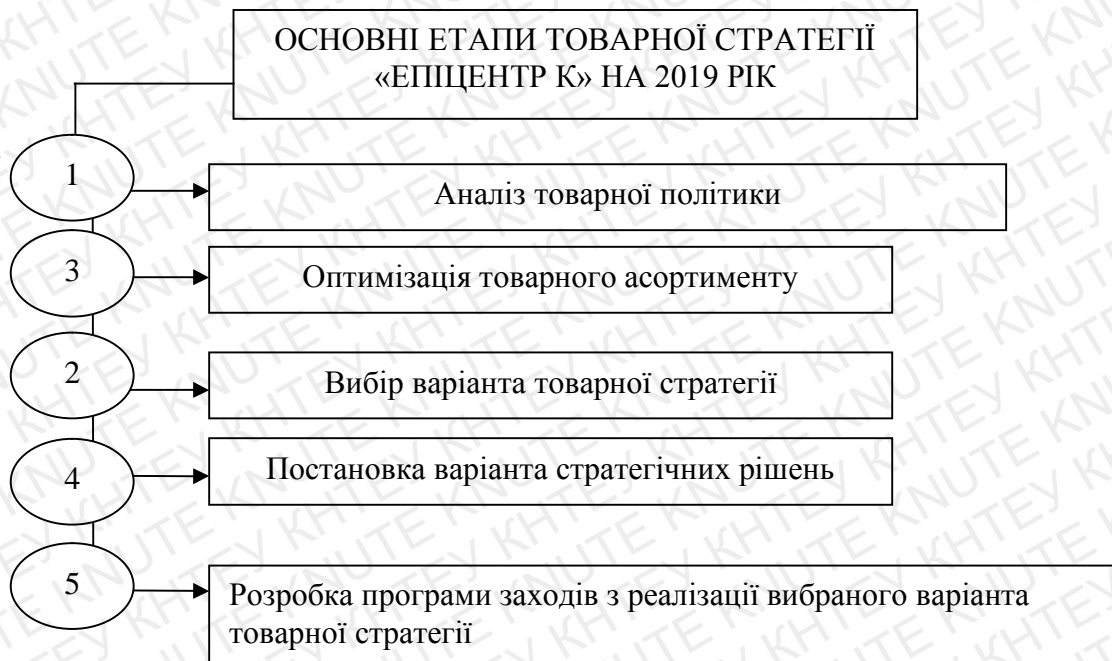 ОСНОВНІ ЕТАПИ ТОВАРНОЇ СТРАТЕГІЇ
«ЕПІЦЕНТР К» НА 2019 РІК
1
Аналіз товарної політики
3
Оптимізація товарного асортименту
2
Вибір варіанта товарної стратегії
4
Постановка варіанта стратегічних рішень
5
Розробка програми заходів з реалізації вибраного варіанта
товарної стратегії